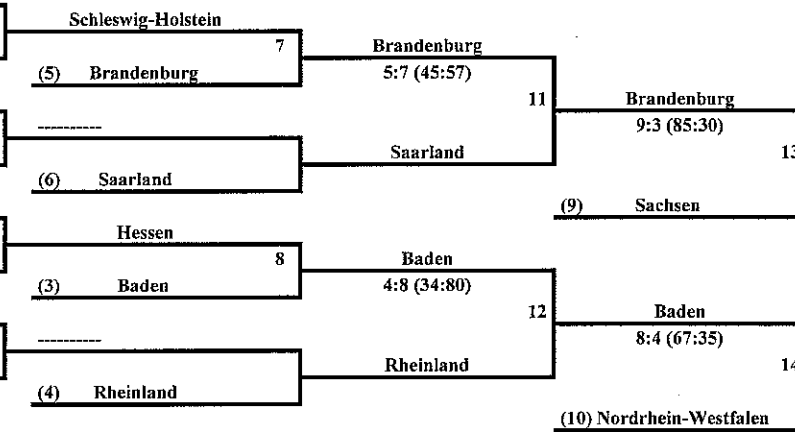 Schleswig-Holstein
7
Brandenburg
(5) Brandenburg
5:7 (45:57)
11
Brandenburg
----------
9:3 (85:30)
Saarland
13
(6) Saarland
(9) Sachsen
Hessen
8
Baden
(3) Baden
4:8 (34:80)
12
Baden
----------
8:4 (67:35)
Rheinland
14
(4) Rheinland
(10) Nordrhein-Westfalen